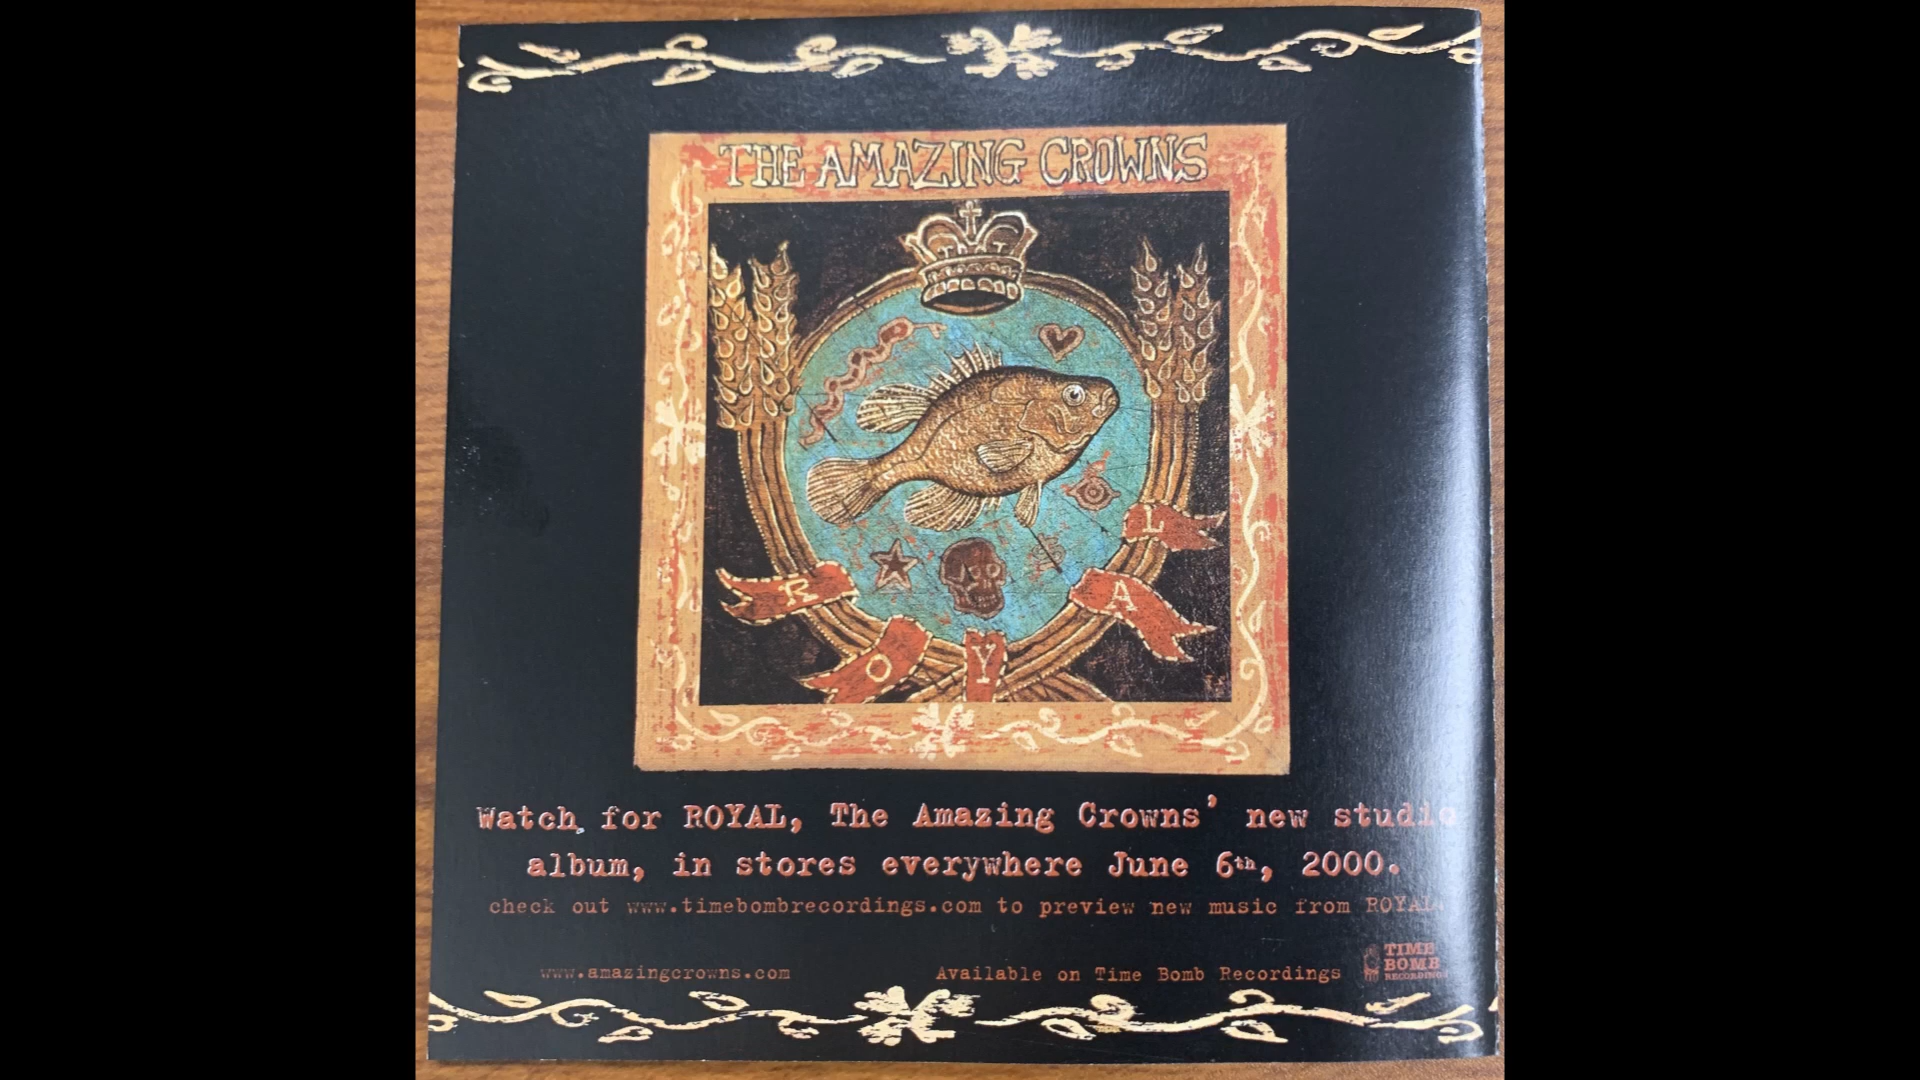 THE AMAZING CROWNS
R O Y A L
Watch for ROYAL, The Amazing Crowns' new studio
album, in stores everywhere June 6th, 2000.
check out www.timebombrecordings.com to preview new music from ROYAL.
www.amazingcrowns.com
Available on Time Bomb Recordings
TIME
BOMB
RECORDINGS